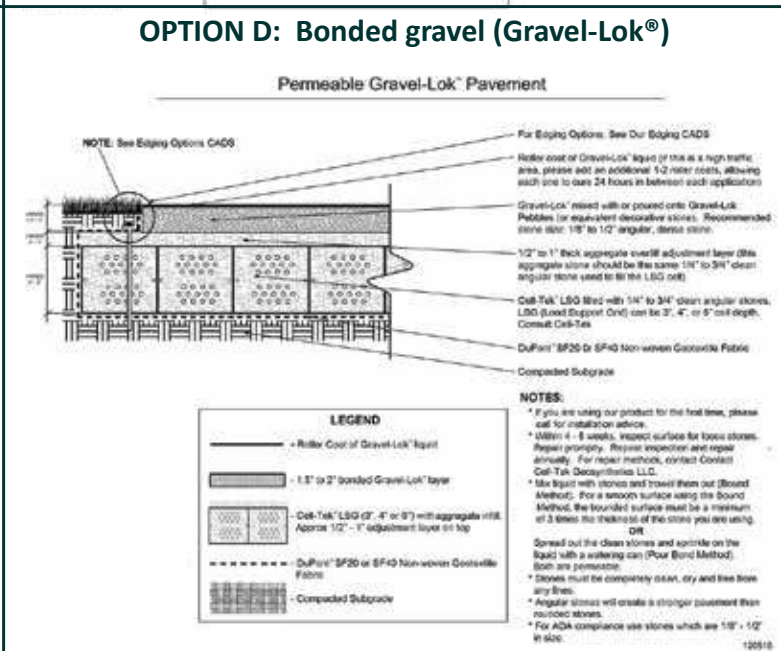 OPTION D:  Bonded gravel (Gravel-Lok®)
Permeable Gravel-Lok™ Pavement
NOTE: See Edging Options CADS
For Edging Options: See Our Edging CADS
Roller coat of Gravel-Lok™ liquid (if this is a high traffic
area, please add an additional 1-2 roller coats, allowing
each one to cure 24 hours in between each application)
Gravel-Lok™ mixed with or poured onto Gravel-Lok
Pebbles (or equivalent decorative stones. Recommended
stone size: 1/8" to 1/2" angular, dense stone.
1/2" to 1" thick aggregate overfill adjustment layer (this
aggregate stone should be the same 1/4" to 3/4" clean
angular stone used to fill the LSG cell)
Cell-Tek™ LSG filled with 1/4" to 3/4" clean angular stones.
LSG (Load Support Grid) can be 3", 4", or 6" cell depth.
Consult Cell-Tek
DuPont™ SF20 or SF40 Non-woven Geotextile Fabric
Compacted Subgrade
LEGEND
- Roller Coat of Gravel-Lok™ liquid
- 1.5" to 2" bonded Gravel-Lok™ layer
- Cell-Tek™ LSG (3", 4" or 6") with aggregate infill.
Approx 1/2" - 1" adjustment layer on top
- DuPont™ SF20 or SF40 Non-woven Geotextile
Fabric
- Compacted Subgrade
NOTES:
* If you are using our product for the first time, please
call for installation advice.
* Within 4 - 6 weeks, inspect surface for loose stones.
Repair promptly. Repeat inspection and repair
annually. For repair methods, contact Contact
Cell-Tek Geosynthetics LLC.
* Mix liquid with stones and trowel them out (Bound
Method). For a smooth surface using the Bound
Method, the bounded surface must be a minimum
of 3 times the thickness of the stone you are using.
OR
Spread out the clean stones and sprinkle on the
liquid with a watering can (Pour Bond Method).
Both are permeable.
* Stones must be completely clean, dry and free from
any fines.
* Angular stones will create a stronger pavement than
rounded stones.
* For ADA compliance use stones which are 1/8" - 1/2"
in size.
120518